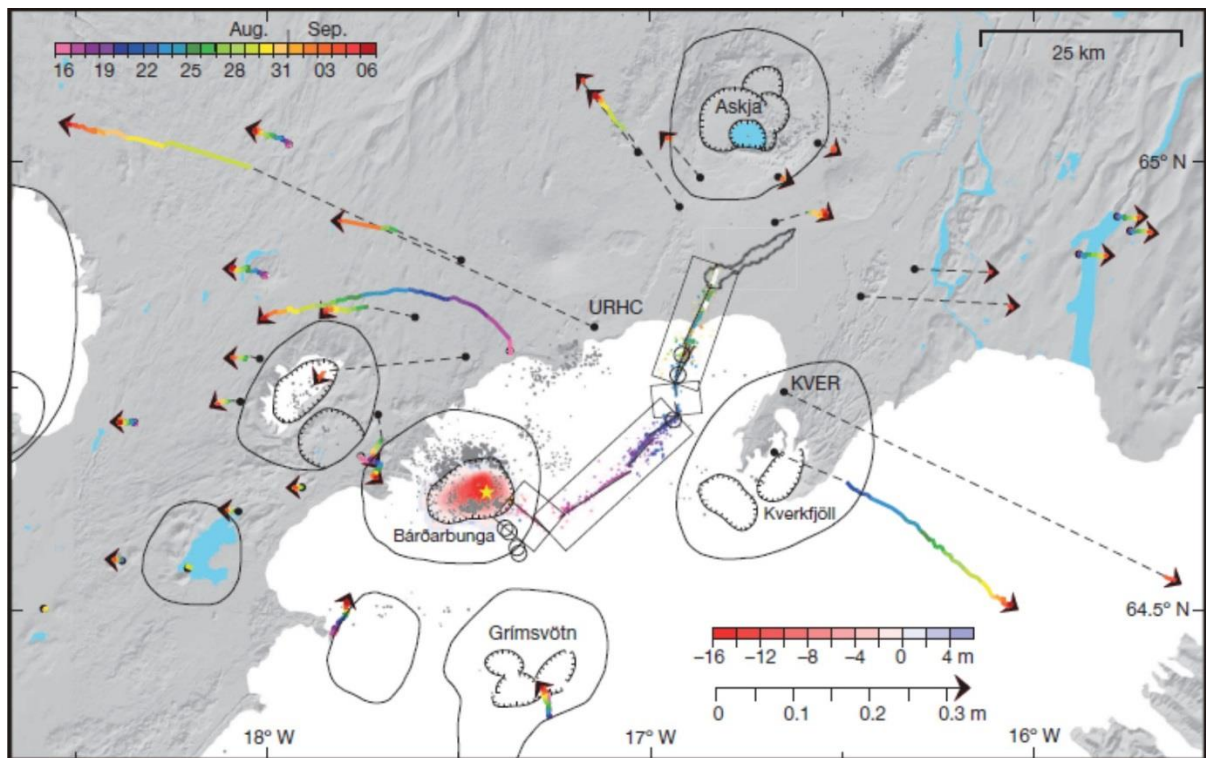 Aug. Sep.
16 19 22 25 28 31 03 06
25 km
Askja
65° N
URHC
KVER
Bárðarbunga
Kverkfjöll
64.5° N
Grímsvötn
−16 −12 −8 −4 0 4 m
0 0.1 0.2 0.3 m
18° W 17° W 16° W